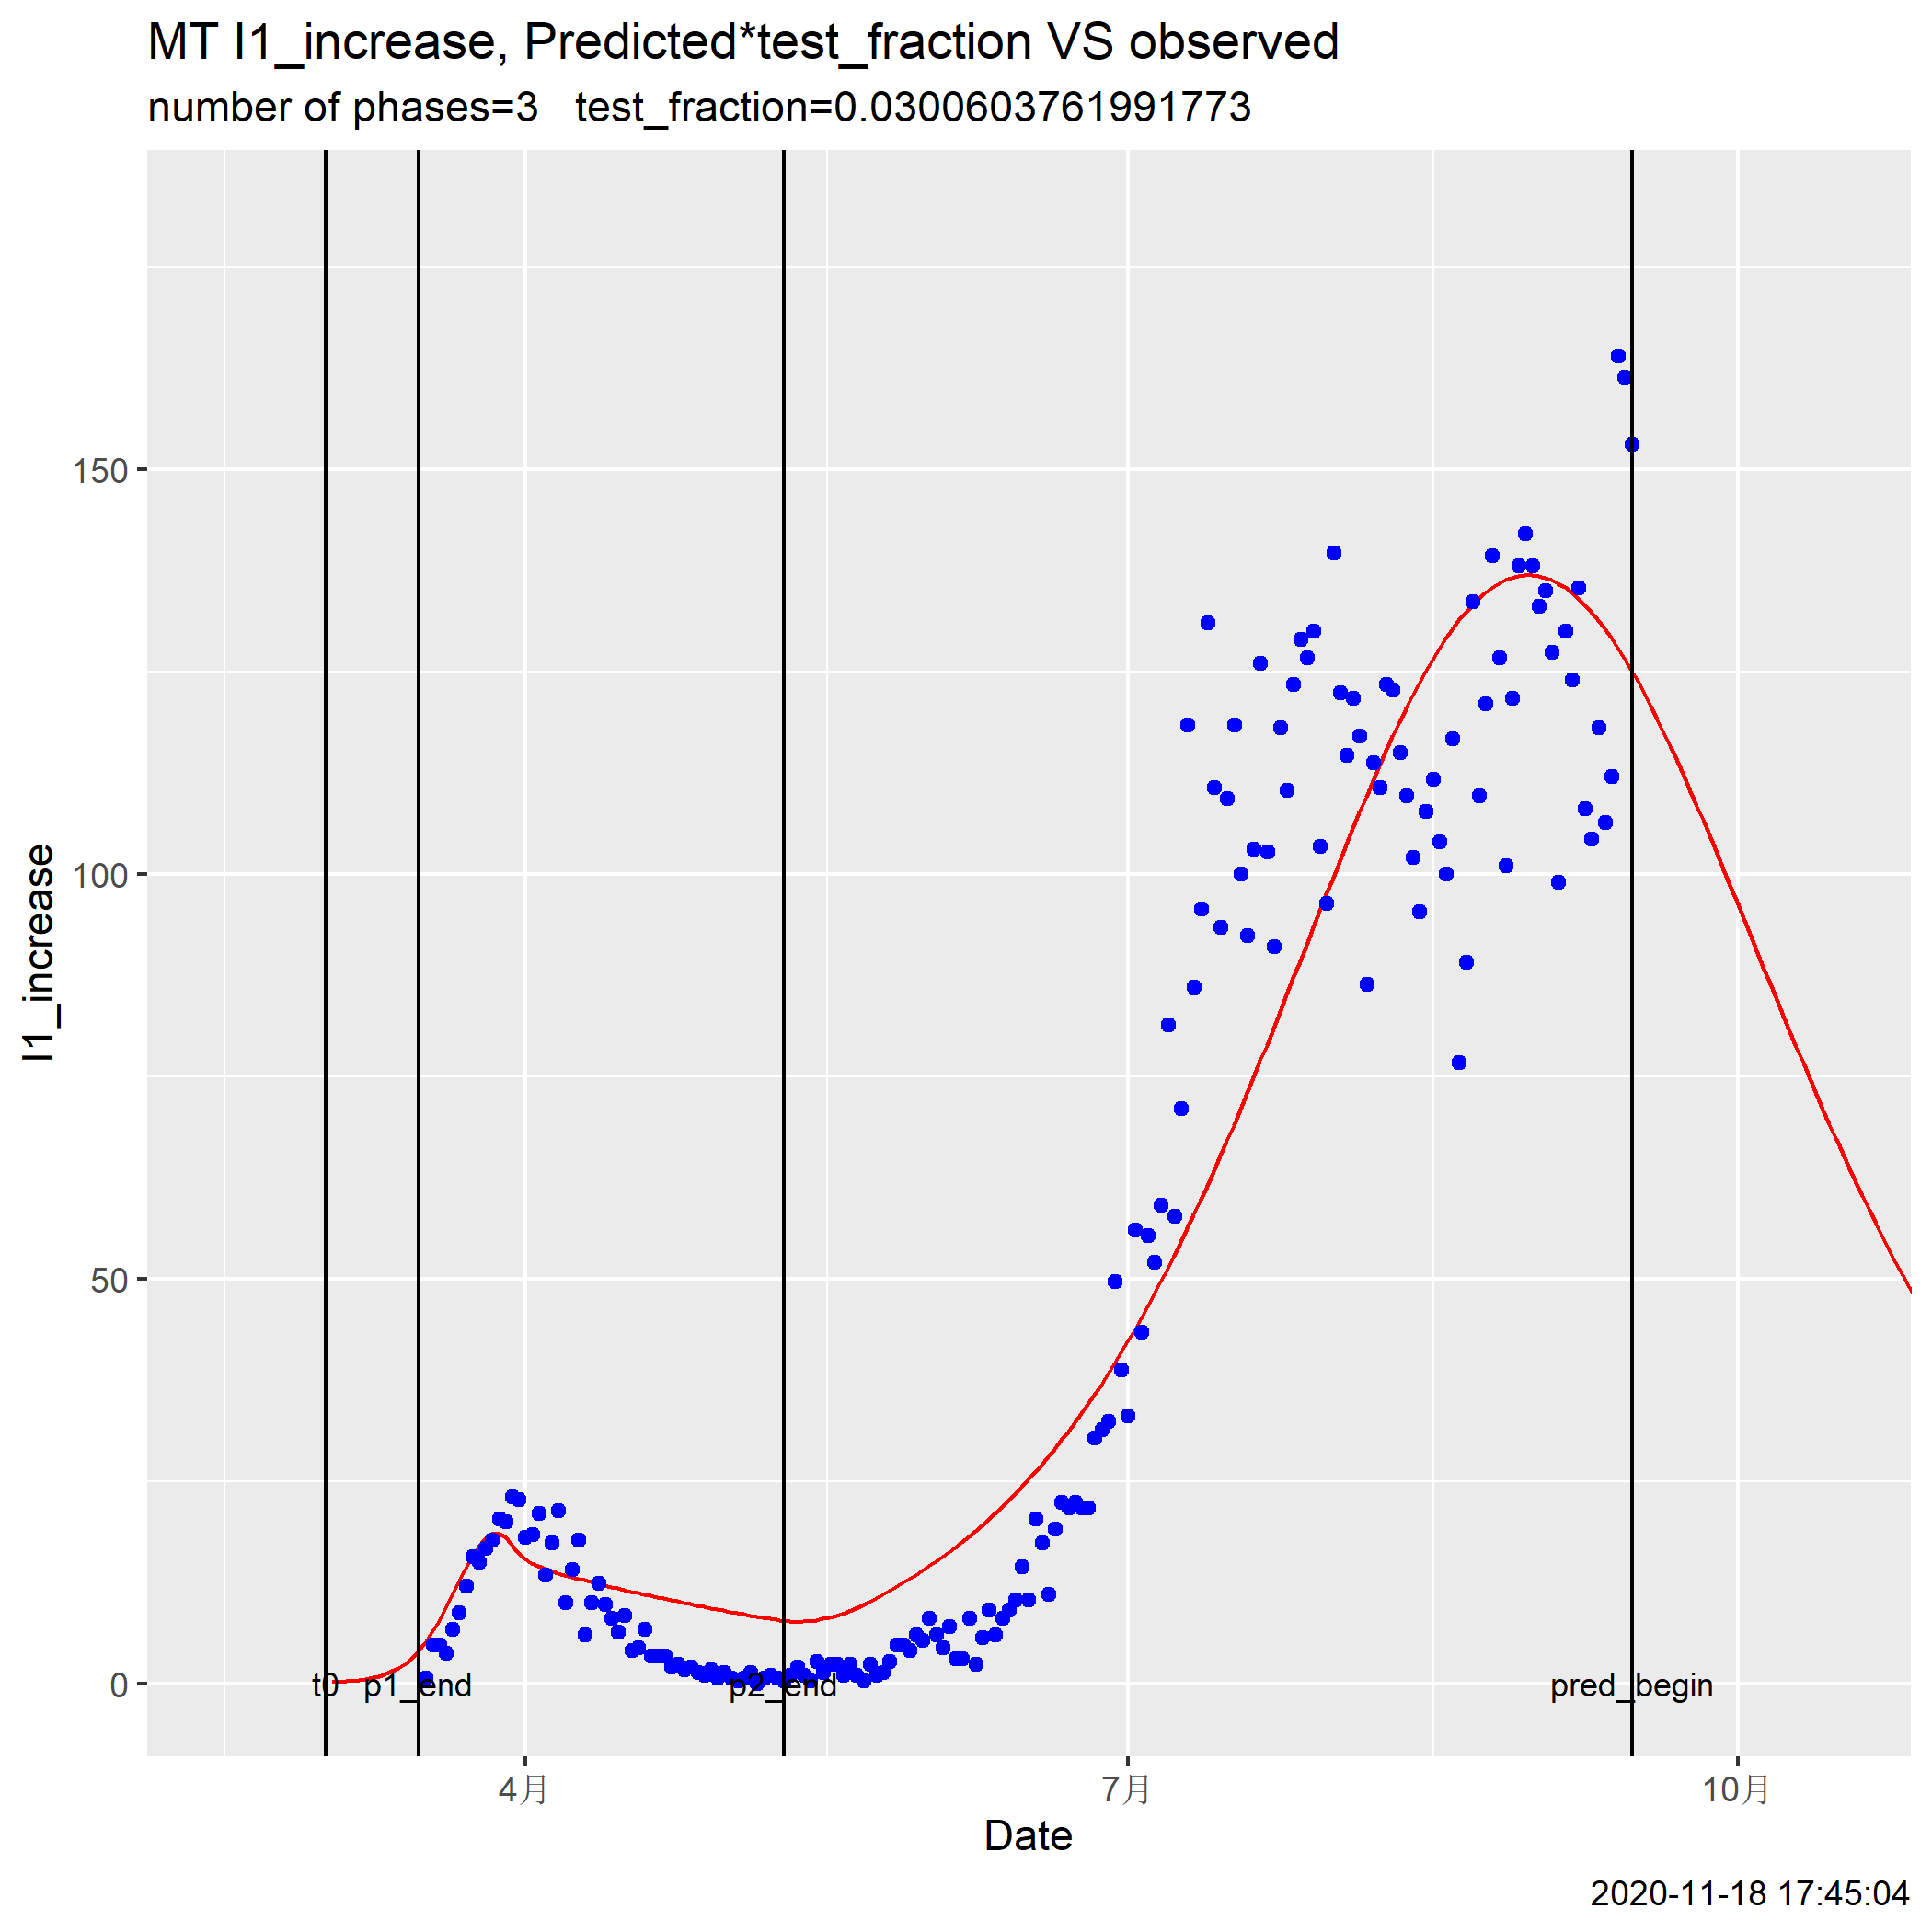 MT I1_increase, Predicted*test_fraction VS observed
number of phases=3   test_fraction=0.0300603761991773
I1_increase
150
100
50
0
t0
p1_end
p2_end
pred_begin
4月
7月
10月
Date
2020-11-18 17:45:04